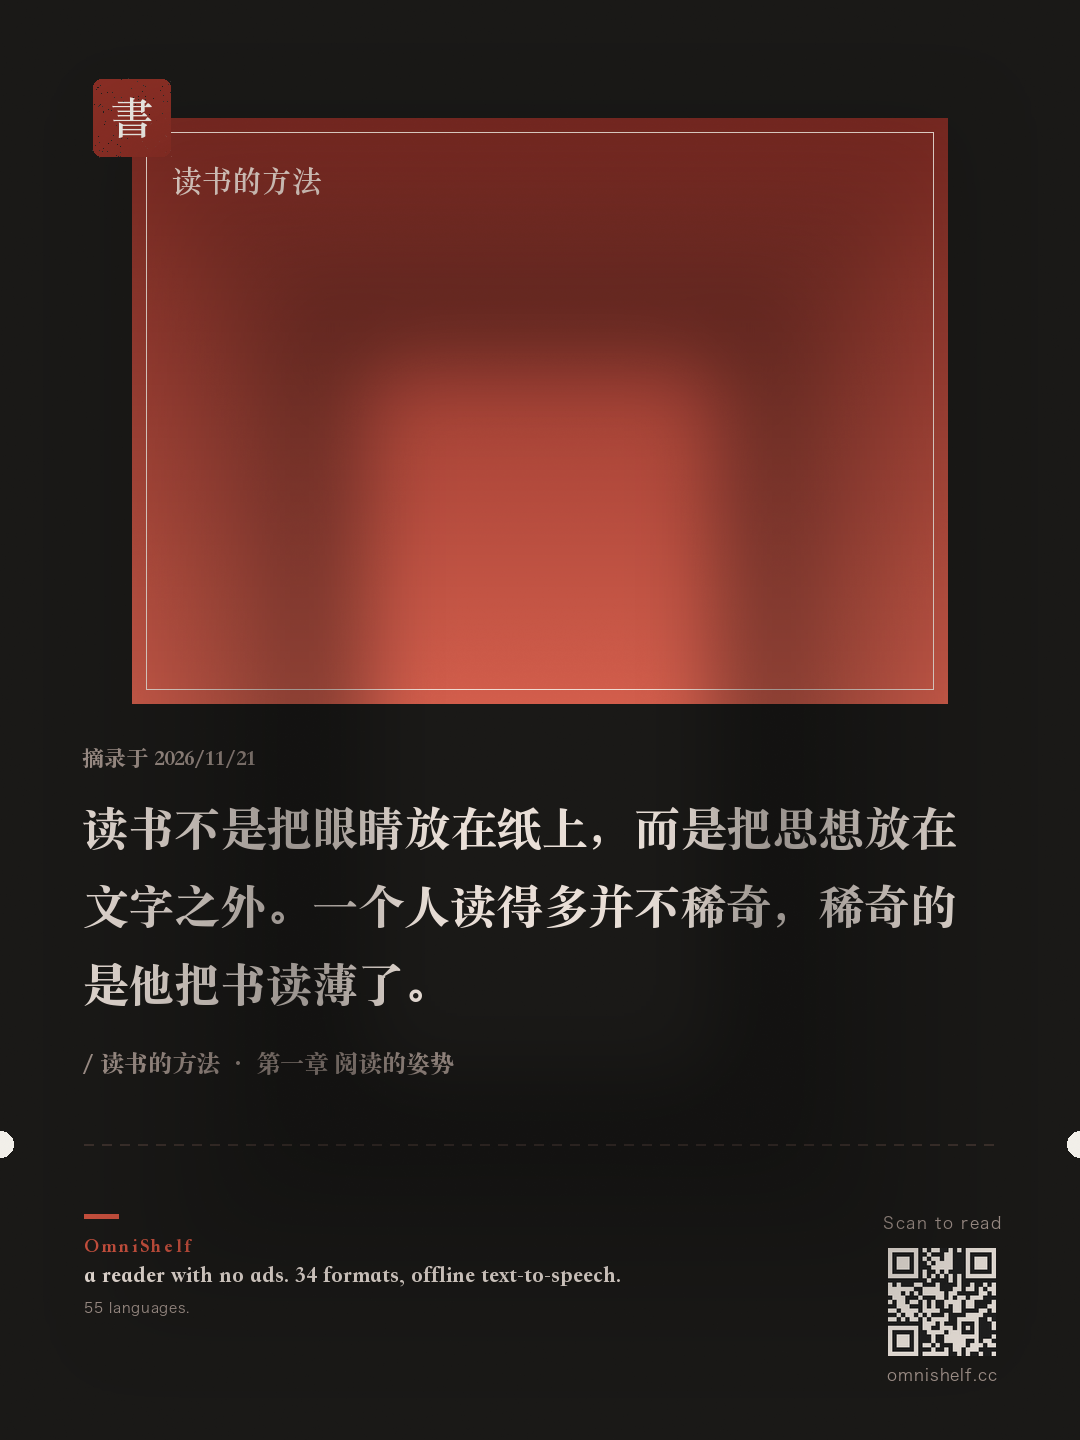 書
读书的方法
摘录于 2026/11/21
读书不是把眼睛放在纸上，而是把思想放在
文字之外。一个人读得多并不稀奇，稀奇的
是他把书读薄了。
/ 读书的方法 · 第一章 阅读的姿势
OmniShelf
a reader with no ads. 34 formats, offline text-to-speech.
55 languages.
Scan to read
omnishelf.cc